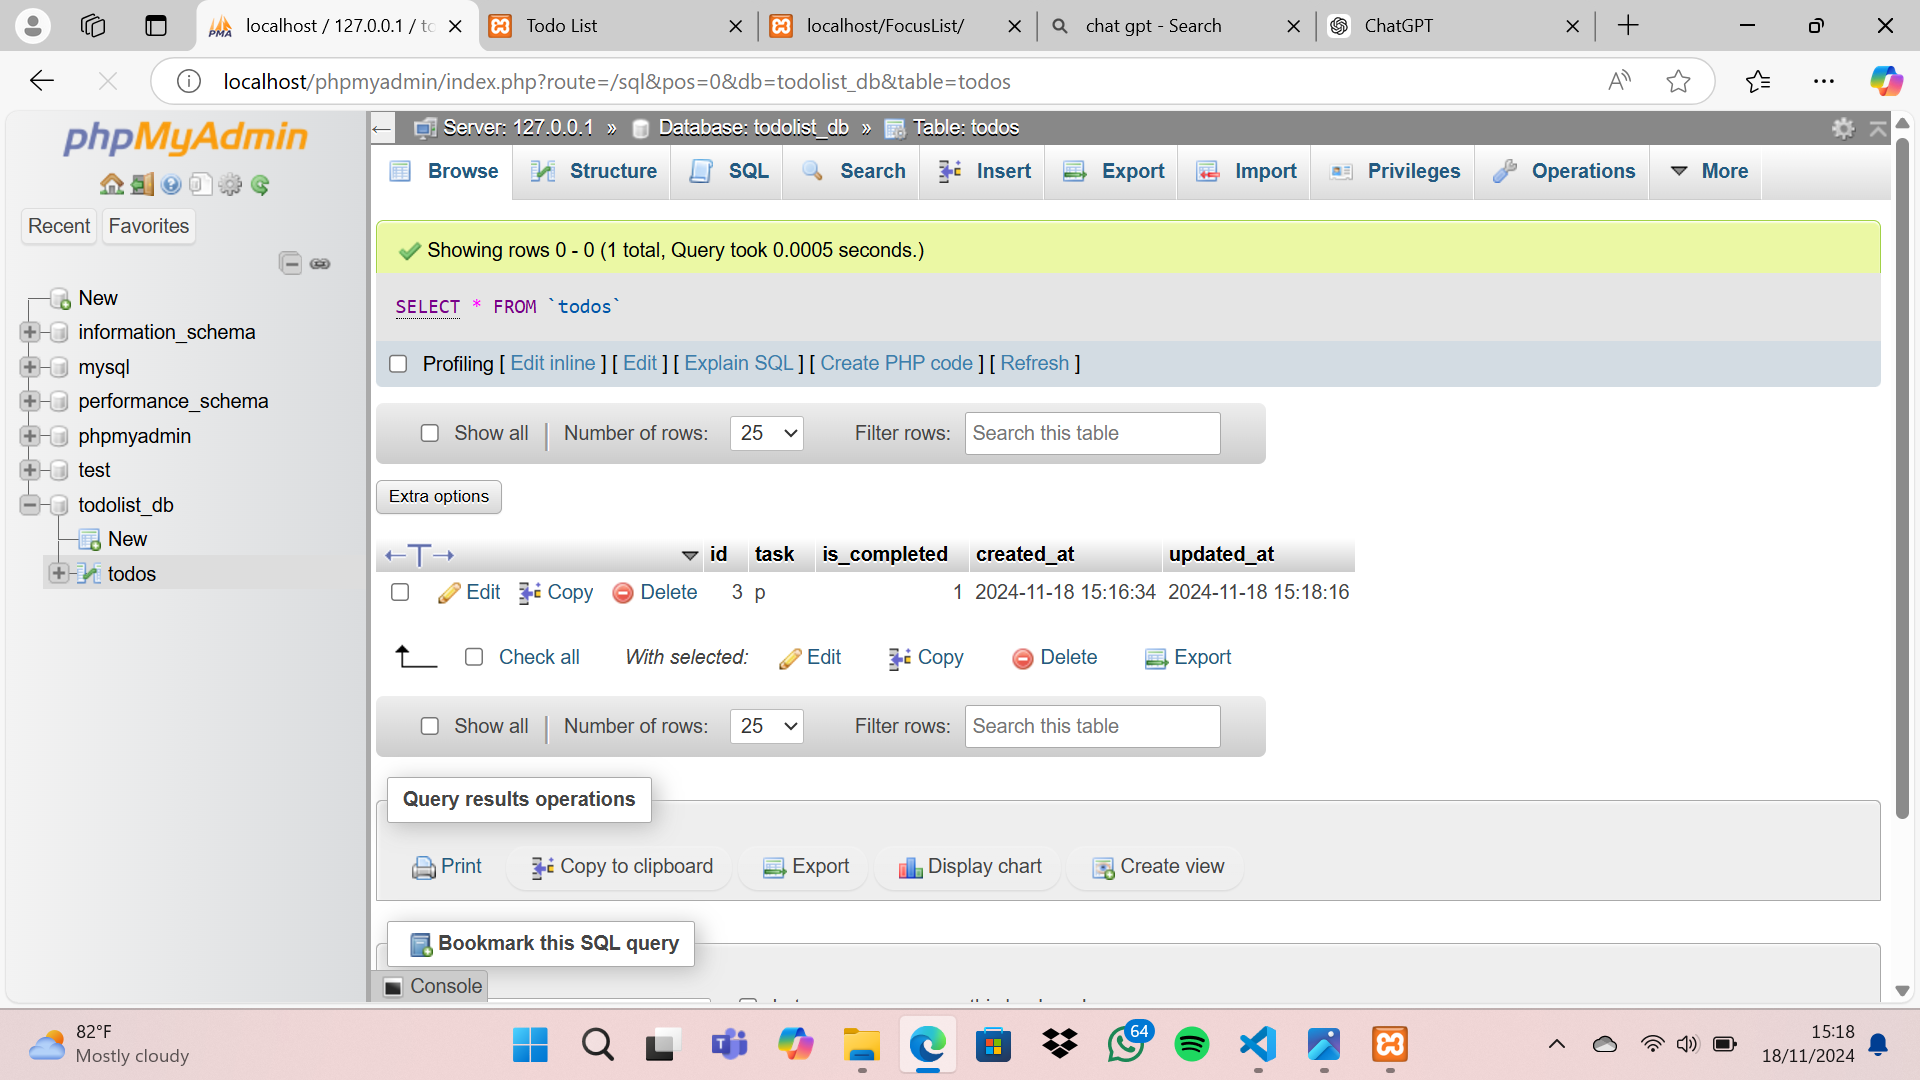 localhost / 127.0.0.1 / to
Todo List
localhost/FocusList/
chat gpt - Search
ChatGPT
localhost/phpmyadmin/index.php?route=/sql&pos=0&db=todolist_db&table=todos
phpMyAdmin
Recent
Favorites
New
information_schema
mysql
performance_schema
phpmyadmin
test
todolist_db
New
todos
Server: 127.0.0.1 » Database: todolist_db » Table: todos
Browse
Structure
SQL
Search
Insert
Export
Import
Privileges
Operations
More
Showing rows 0 - 0 (1 total, Query took 0.0005 seconds.)
SELECT * FROM `todos`
Profiling [ Edit inline ] [ Edit ] [ Explain SQL ] [ Create PHP code ] [ Refresh ]
Show all | Number of rows: 25 Filter rows: Search this table
Extra options
id task is_completed created_at updated_at
Edit Copy Delete 3 p 1 2024-11-18 15:16:34 2024-11-18 15:18:16
Check all With selected: Edit Copy Delete Export
Show all | Number of rows: 25 Filter rows: Search this table
Query results operations
Print Copy to clipboard Export Display chart Create view
Bookmark this SQL query
Console
82°F
Mostly cloudy
64
15:18
18/11/2024